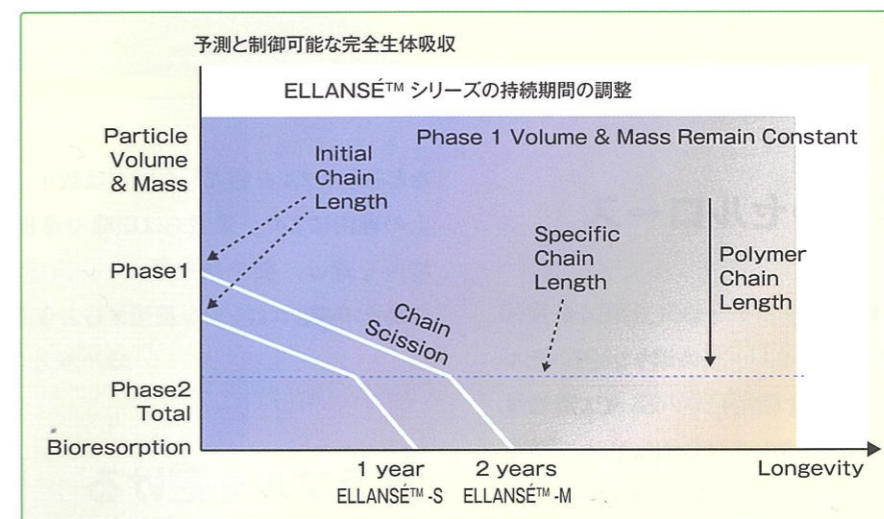 予測と制御可能な完全生体吸収
ELLANSÉ™ シリーズの持続期間の調整
Particle
Volume
& Mass
Phase 1 Volume & Mass Remain Constant
Initial
Chain
Length
Specific
Chain
Length
Polymer
Chain
Length
Phase1
Chain
Scission
Phase2
Total
Bioresorption
1 year
ELLANSÉ™-S
2 years
ELLANSÉ™-M
Longevity